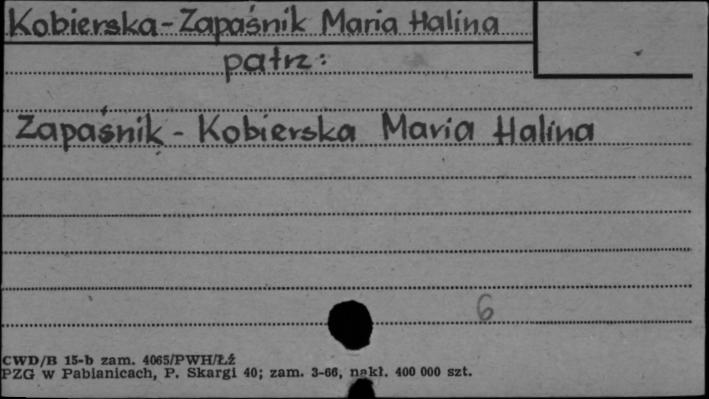 Kobierska-Zapaśnik Maria Halina
patrz:
Zapaśnik - Kobierska Maria Halina
6
CWD/B 15-b zam. 4065/PWH/Łż
PZG w Pabianicach, P. Skargi 40; zam. 3-66, nakł. 400 000 szt.